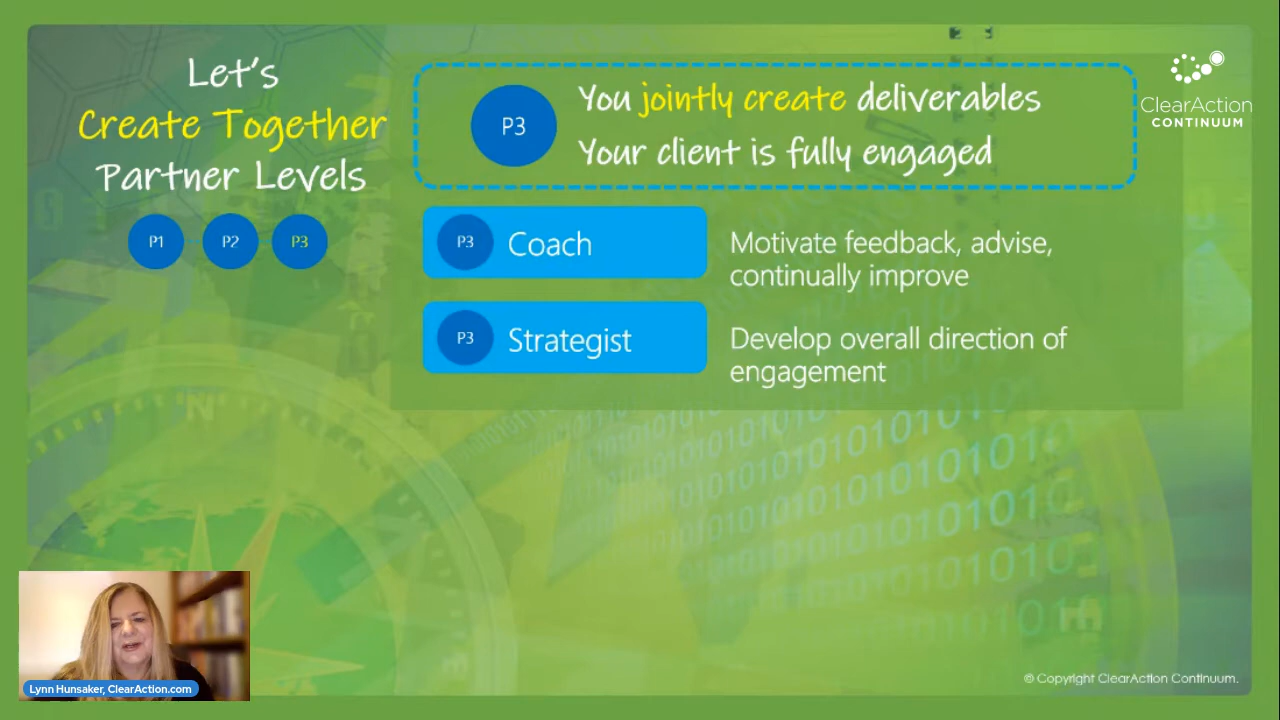 Let's
Create Together
Partner Levels
P1
P2
P3
P3
You jointly create deliverables
Your client is fully engaged
P3
Coach
Motivate feedback, advise,
continually improve
P3
Strategist
Develop overall direction of
engagement
ClearAction
CONTINUUM
N
E
01010101010101010
Lynn Hunsaker, ClearAction.com
© Copyright ClearAction Continuum.